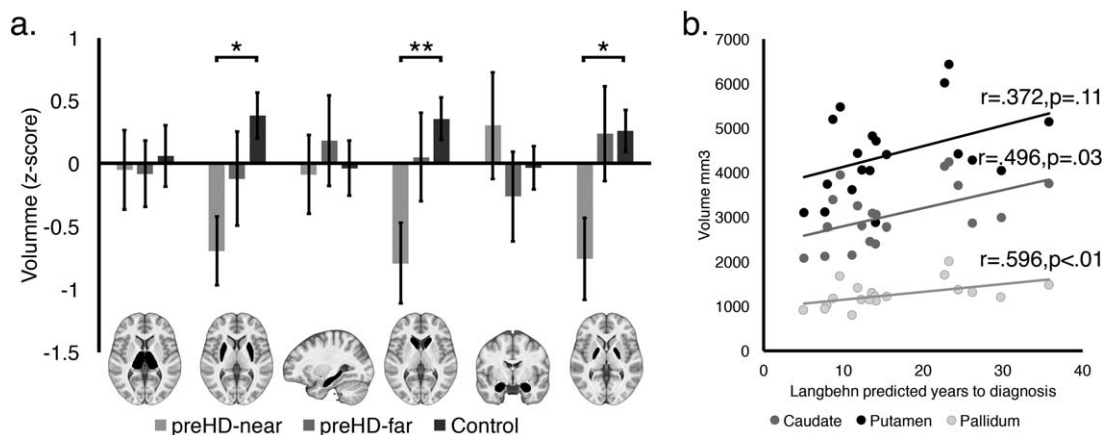 a.
1
0.5
0
-0.5
-1
-1.5
Volumme (z-score)
*
**
*
preHD-near preHD-far Control
b.
7000
6000
5000
4000
3000
2000
1000
0
Volume mm3
r=.372,p=.11
r=.496,p=.03
r=.596,p<.01
0 10 20 30 40
Langbehn predicted years to diagnosis
Caudate Putamen Pallidum